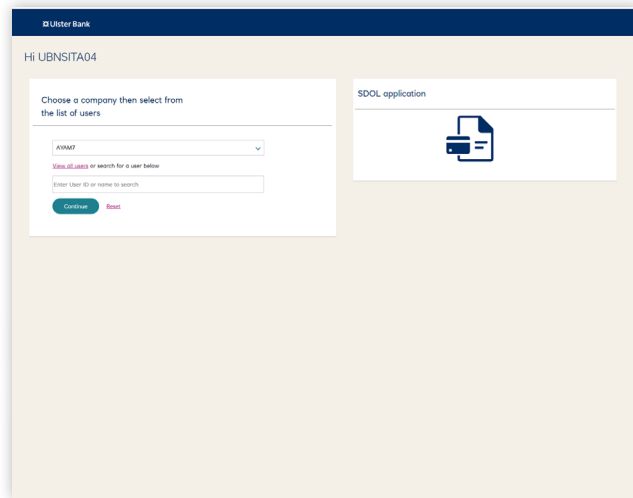 Ulster Bank
Hi UBNSITA04
Choose a company then select from
the list of users
AYAM7
View all users or search for a user below
Enter User ID or name to search
Continue Reset
SDOL application